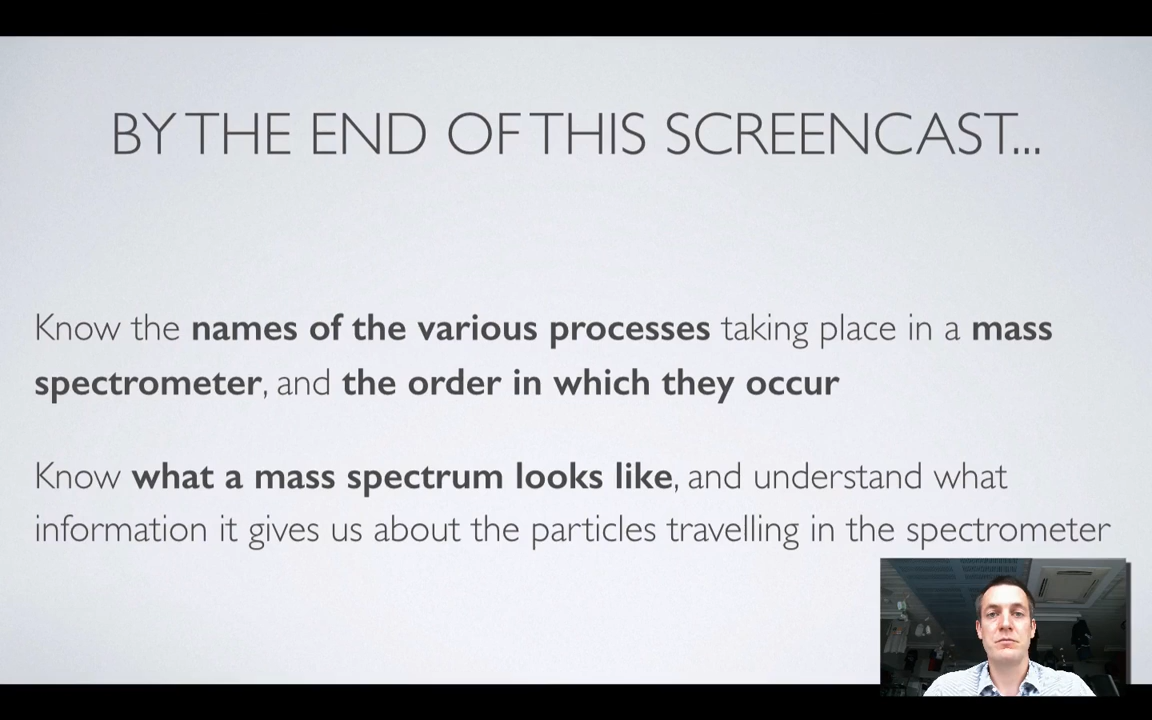 BY THE END OF THIS SCREENCAST...
Know the names of the various processes taking place in a mass
spectrometer, and the order in which they occur
Know what a mass spectrum looks like, and understand what
information it gives us about the particles travelling in the spectrometer